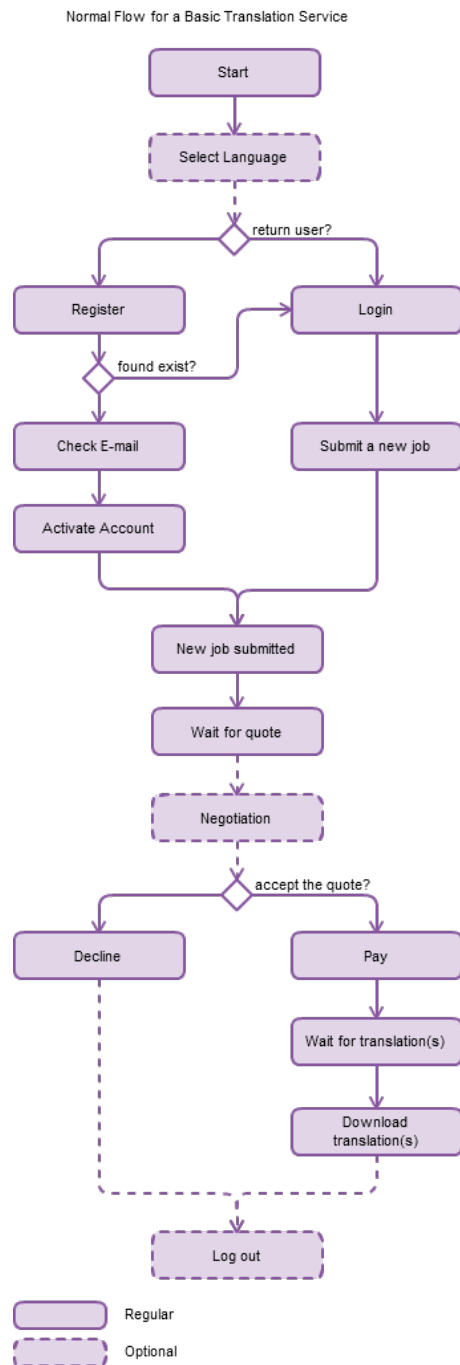 Normal Flow for a Basic Translation Service
Start
Select Language
return user?
Register
Login
found exist?
Check E-mail
Submit a new job
Activate Account
New job submitted
Wait for quote
Negotiation
accept the quote?
Decline
Pay
Wait for translation(s)
Download
translation(s)
Log out
Regular
Optional